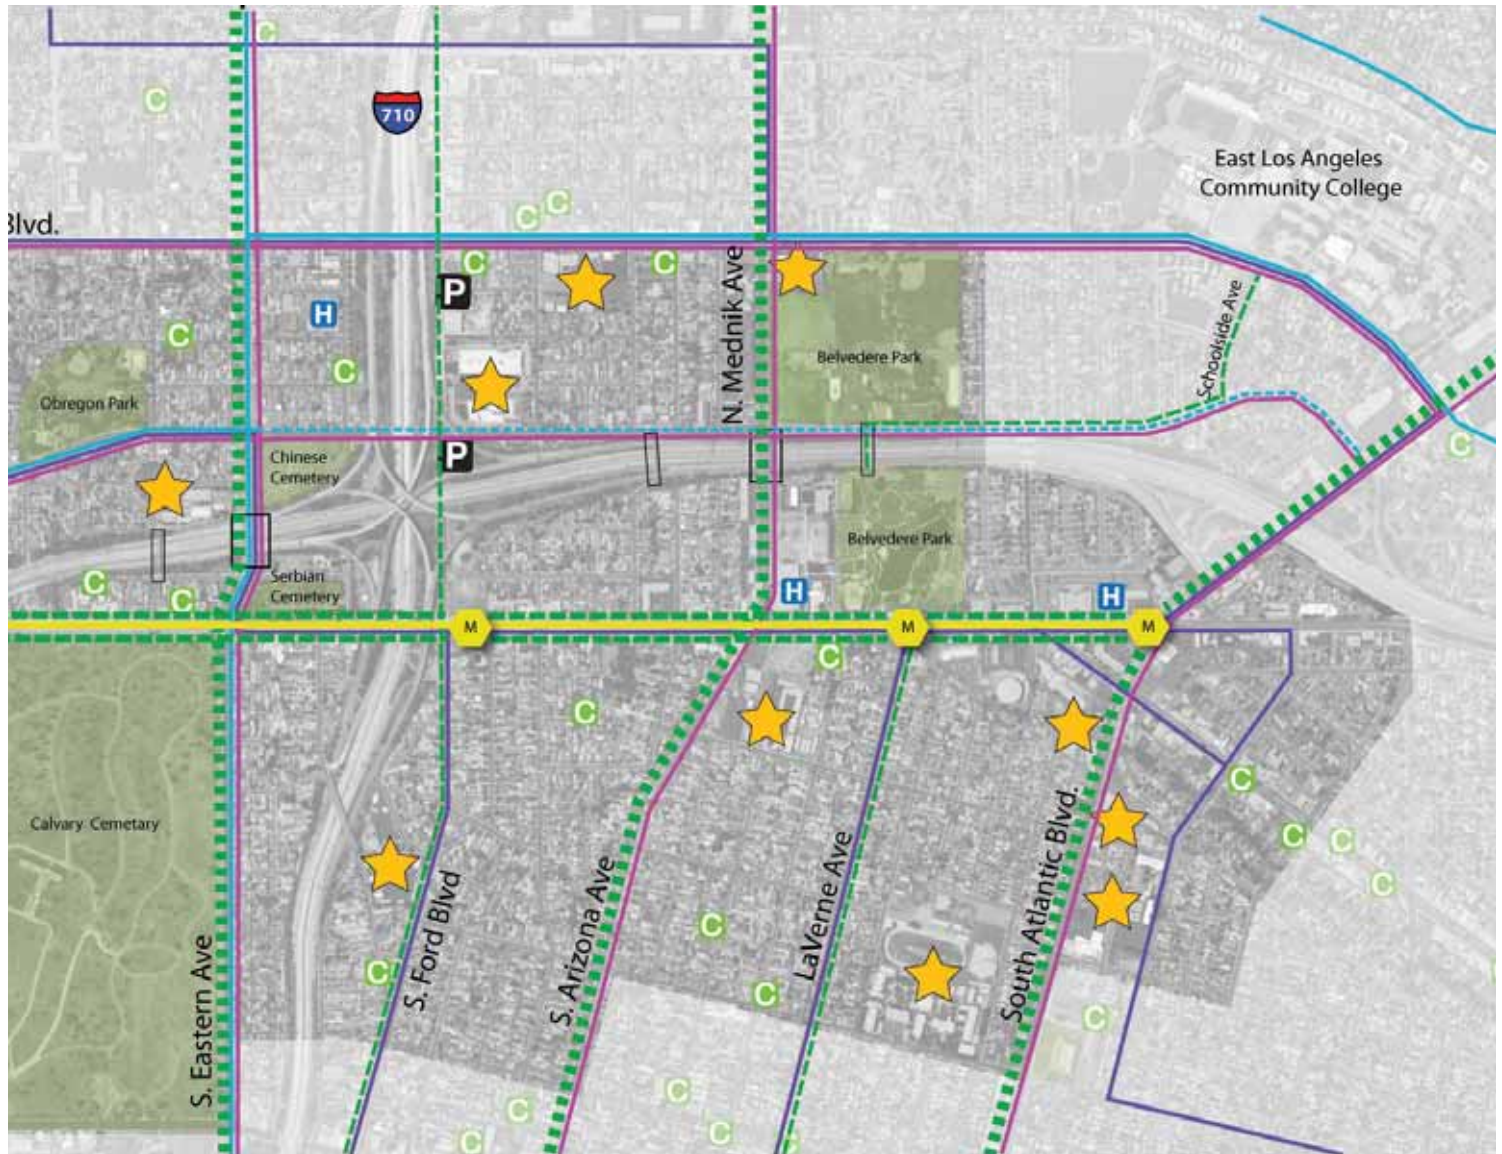 C
C
710
East Los Angeles
Community College
C
C
Blvd.
C
P
C
H
C
C
N. Mednik Ave
Belvedere Park
Schoolside Ave
Obregon Park
P
Chinese
Cemetery
C
Belvedere Park
Serbian
Cemetery
C
C
H
H
M
M
M
C
C
C
Calvary Cemetary
C
C
C
S. Eastern Ave
S. Ford Blvd
S. Arizona Ave
LaVerne Ave
South Atlantic Blvd.
C
C
C
C
C
C
C
C